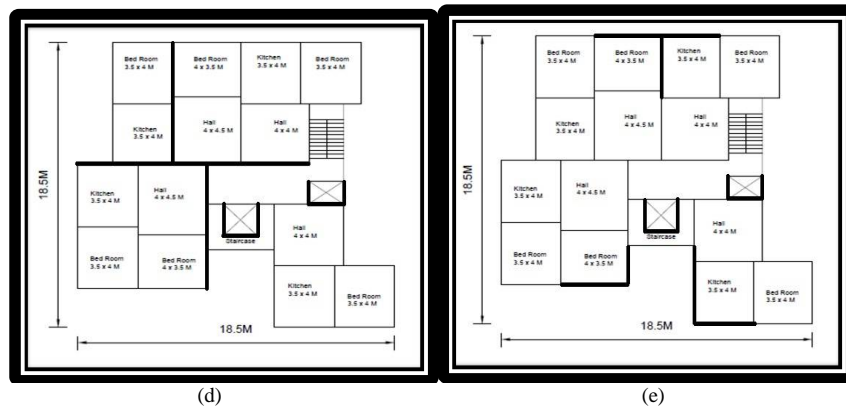 Bed Room
3.5 x 4 M
Bed Room
4 x 3.5 M
Kitchen
3.5 x 4 M
Bed Room
3.5 x 4 M
Kitchen
3.5 x 4 M
Hall
4 x 4.5 M
Hall
4 x 4 M
18.5M
Kitchen
3.5 x 4 M
Hall
4 x 4.5 M
Bed Room
3.5 x 4 M
Bed Room
4 x 3.5 M
Staircase
Hall
4 x 4 M
Kitchen
3.5 x 4 M
Bed Room
3.5 x 4 M
18.5M
(d)
Bed Room
3.5 x 4 M
Bed Room
4 x 3.5 M
Kitchen
3.5 x 4 M
Bed Room
3.5 x 4 M
Kitchen
3.5 x 4 M
Hall
4 x 4.5 M
Hall
4 x 4 M
18.5M
Kitchen
3.5 x 4 M
Hall
4 x 4.5 M
Bed Room
3.5 x 4 M
Bed Room
4 x 3.5 M
Staircase
Hall
4 x 4 M
Kitchen
3.5 x 4 M
Bed Room
3.5 x 4 M
18.5M
(e)